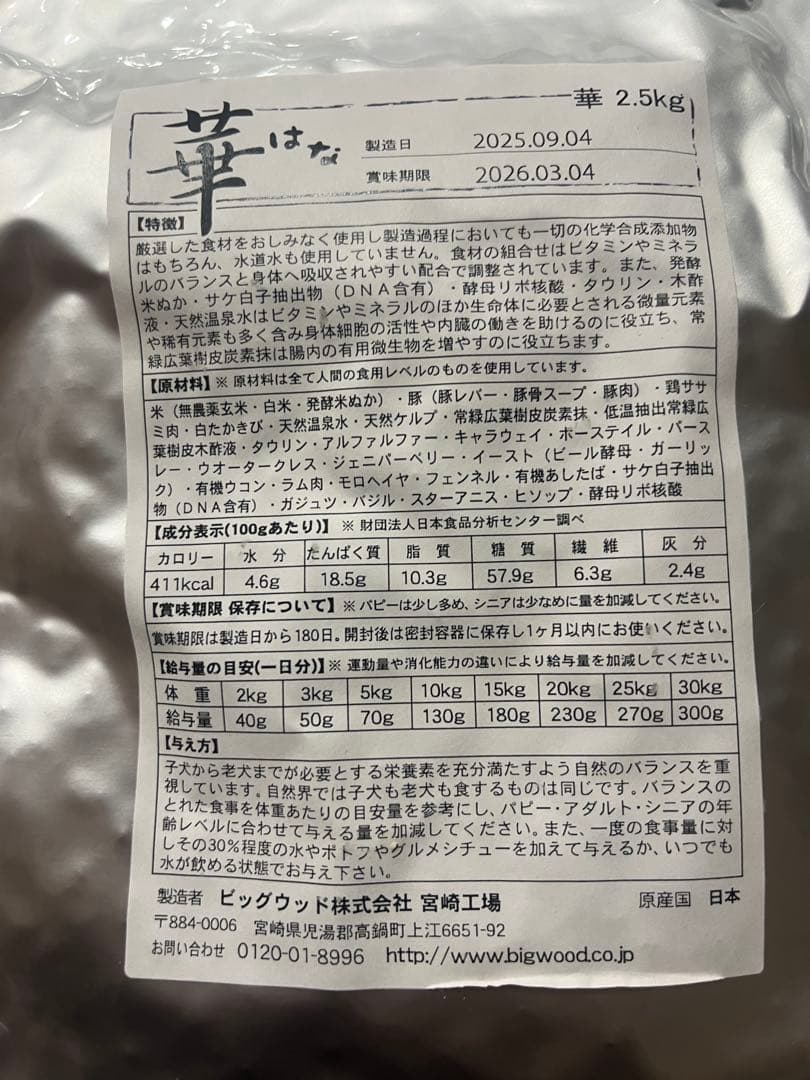 華 2.5kg
華はな
製造日 2025.09.04
賞味期限 2026.03.04
【特徴】
厳選した食材をおしみなく使用し製造過程においても一切の化学合成添加物
はもちろん、水道水も使用していません。食材の組合せはビタミンやミネラ
ルのバランスと身体へ吸収されやすい配合で調整されています。また、発酵
米ぬか・サケ白子抽出物（DNA含有）・酵母リボ核酸・タウリン・木酢
液・天然温泉水はビタミンやミネラルのほか生命体に必要とされる微量元素
や稀有元素も多く含み身体細胞の活性や内臓の働きを助けるのに役立ち、常
緑広葉樹皮炭素抹は腸内の有用微生物を増やすのに役立ちます。
【原材料】※ 原材料は全て人間の食用レベルのものを使用しています。
米（無農薬玄米・白米・発酵米ぬか）・豚（豚レバー・豚骨スープ・豚肉）・鶏ササ
ミ肉・白たかきび・天然温泉水・天然ケルプ・常緑広葉樹皮炭素抹・低温抽出常緑広
葉樹皮木酢液・タウリン・アルファルファー・キャラウェイ・ホーステイル・バース
レー・ウオータークレス・ジェニパーベリー・イースト（ビール酵母・ガーリッ
ク）・有機ウコン・ラム肉・モロヘイヤ・フェンネル・有機あしたば・サケ白子抽出
物（DNA含有）・ガジュツ・バジル・スターアニス・ヒソップ・酵母リボ核酸
【成分表示(100gあたり)】 ※ 財団法人日本食品分析センター調べ
カロリー 水分 たんぱく質 脂質 糖質 繊維 灰分
411kcal 4.6g 18.5g 10.3g 57.9g 6.3g 2.4g
【賞味期限 保存について】※ パピーは少し多め、シニアは少なめに量を加減してください。
賞味期限は製造日から180日。開封後は密封容器に保存し1ヶ月以内にお使いください。
【給与量の目安(一日分)】※ 運動量や消化能力の違いにより給与量を加減してください。
体重 2kg 3kg 5kg 10kg 15kg 20kg 25kg 30kg
給与量 40g 50g 70g 130g 180g 230g 270g 300g
【与え方】
子犬から老犬までが必要とする栄養素を充分満たすよう自然のバランスを重
視しています。自然界では子犬も老犬も食するものは同じです。バランスの
とれた食事を体重あたりの目安量を参考にし、パピー・アダルト・シニアの年
齢レベルに合わせて与える量を加減してください。また、一度の食事量に対
しその30%程度の水やポトフやグルメシチューを加えて与えるか、いつでも
水が飲める状態でお与え下さい。
製造者 ビッグウッド株式会社 宮崎工場 原産国 日本
〒884-0006 宮崎県児湯郡高鍋町上江6651-92
お問い合わせ 0120-01-8996 http://www.bigwood.co.jp